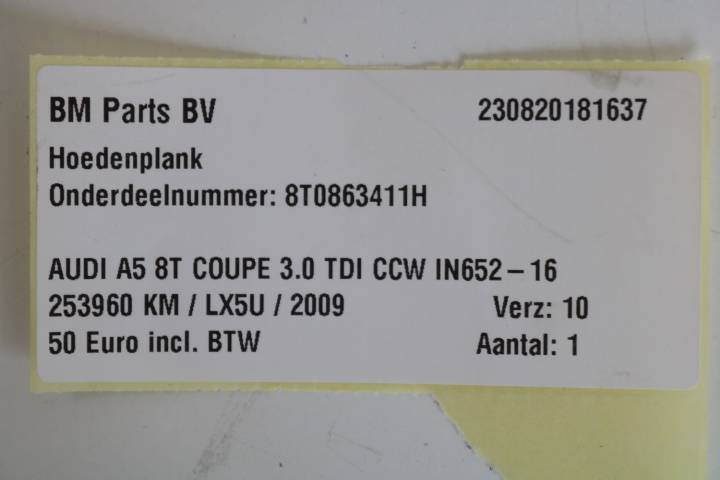 BM Parts BV 230820181637
Hoedenplank
Onderdeelnummer: 8T0863411H
AUDI A5 8T COUPE 3.0 TDI CCW IN652-16
253960 KM / LX5U / 2009 Verz: 10
50 Euro incl. BTW Aantal: 1